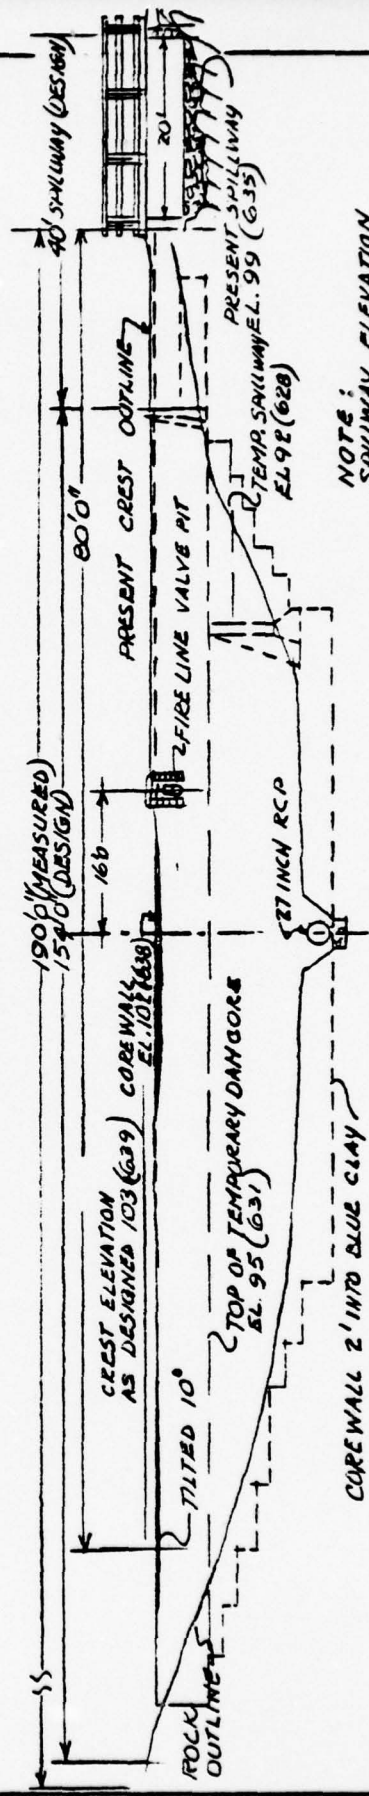 40' SPILLWAY (DESIGN)
190'0" (MEASURED)
154'0" (DESIGN)
80'0"
20'
16'6
PRESENT CREST OUTLINE
FIRE LINE VALVE PIT
PRESENT SPILLWAY
EL. 99 (635)
TEMP. SPILLWAY
EL 92 (628)
NOTE:
SPILLWAY ELEVATION
CREST ELEVATION
AS DESIGNED 103 (639)
COREWALL
EL. 102 (638)
TILTED 10°
TOP OF TEMPORARY DAM CORE
EL. 95 (631)
27 INCH RCP
1
ROCK
OUTLINE
COREWALL 2' INTO BLUE CLAY